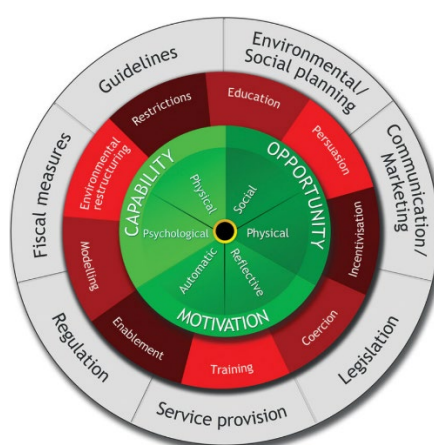 Guidelines
Environmental/
Social planning
Communication/
Marketing
Legislation
Service provision
Regulation
Fiscal measures
Restrictions
Education
Persuasion
Incentivisation
Coercion
Training
Enablement
Modelling
Environmental
restructuring
CAPABILITY
OPPORTUNITY
MOTIVATION
Physical
Social
Physical
Reflective
Automatic
Psychological